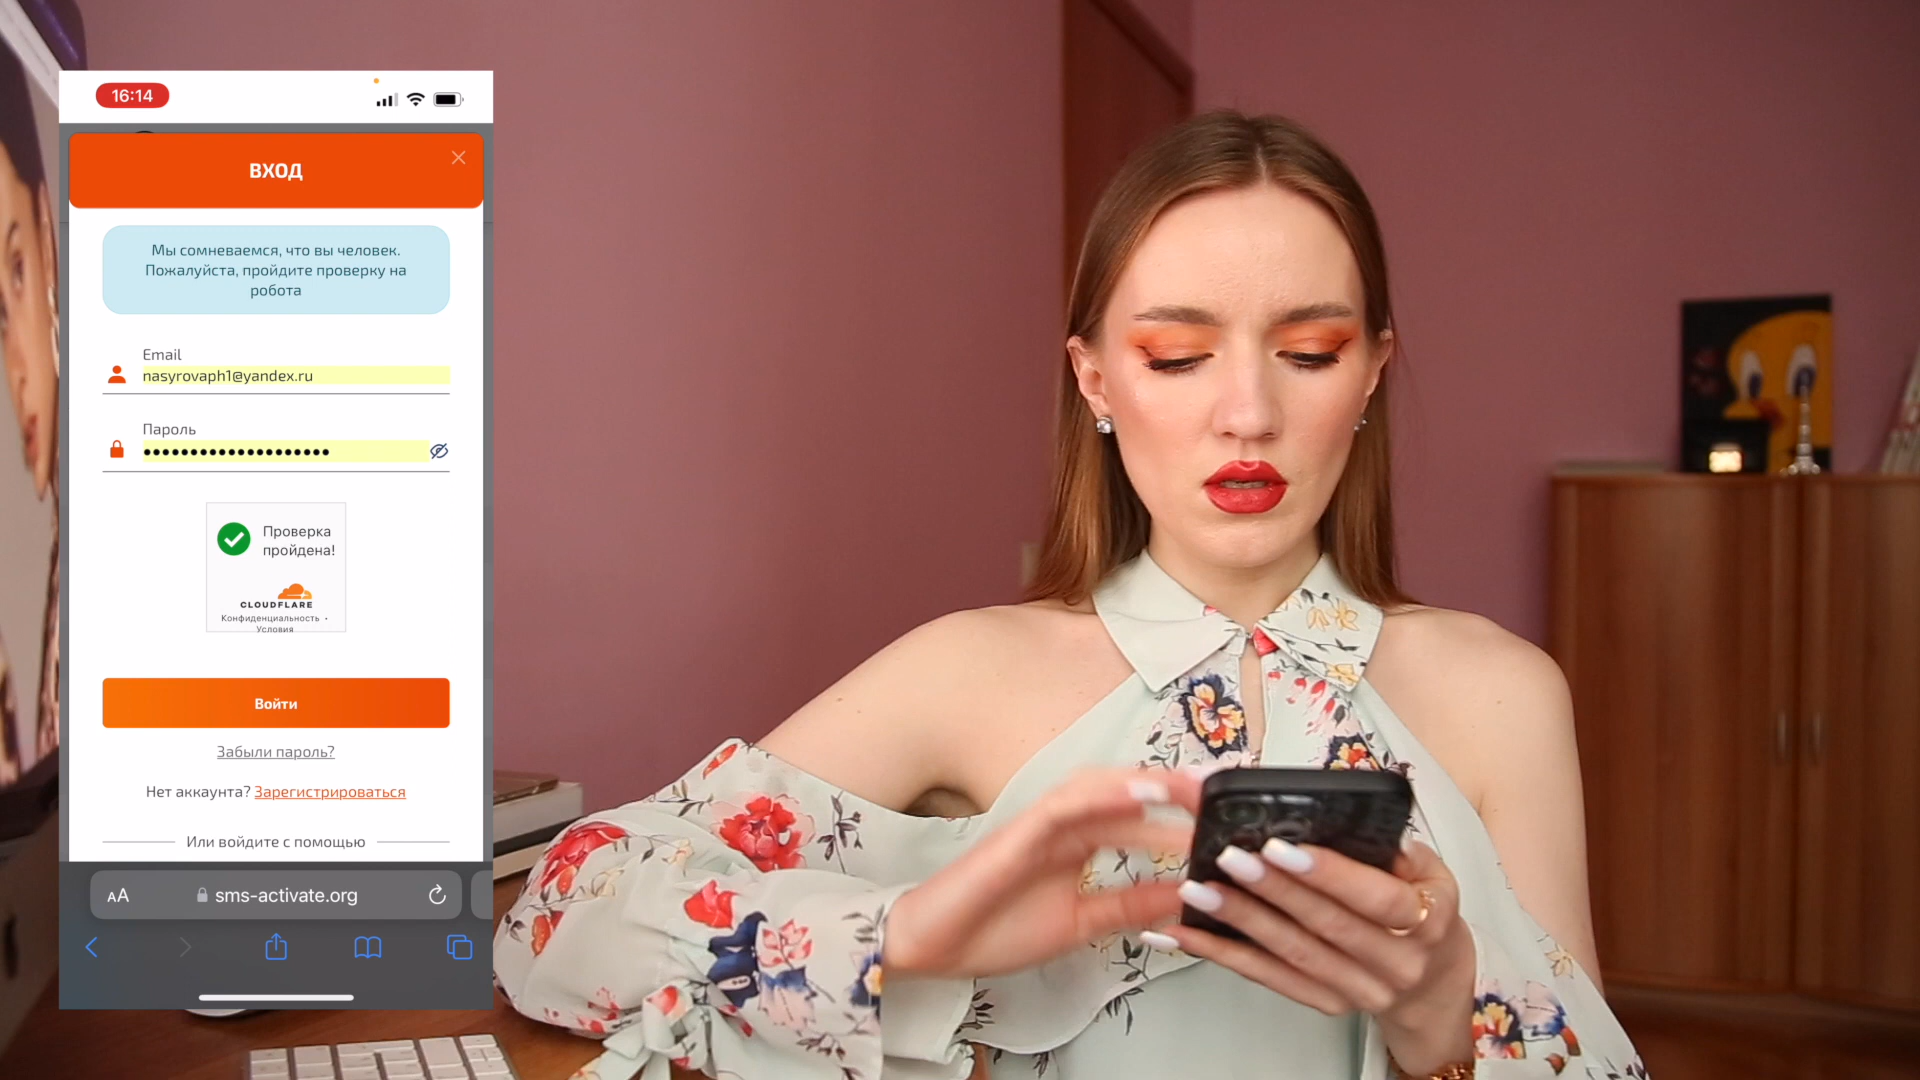 16:14
ВХОД
Мы сомневаемся, что вы человек.
Пожалуйста, пройдите проверку на
робота
Email
nasyrovaph1@yandex.ru
Пароль
Проверка
пройдена!
CLOUDFLARE
Конфиденциальность •
Условия
Войти
Забыли пароль?
Нет аккаунта? Зарегистрироваться
Или войдите с помощью
AA
sms-activate.org